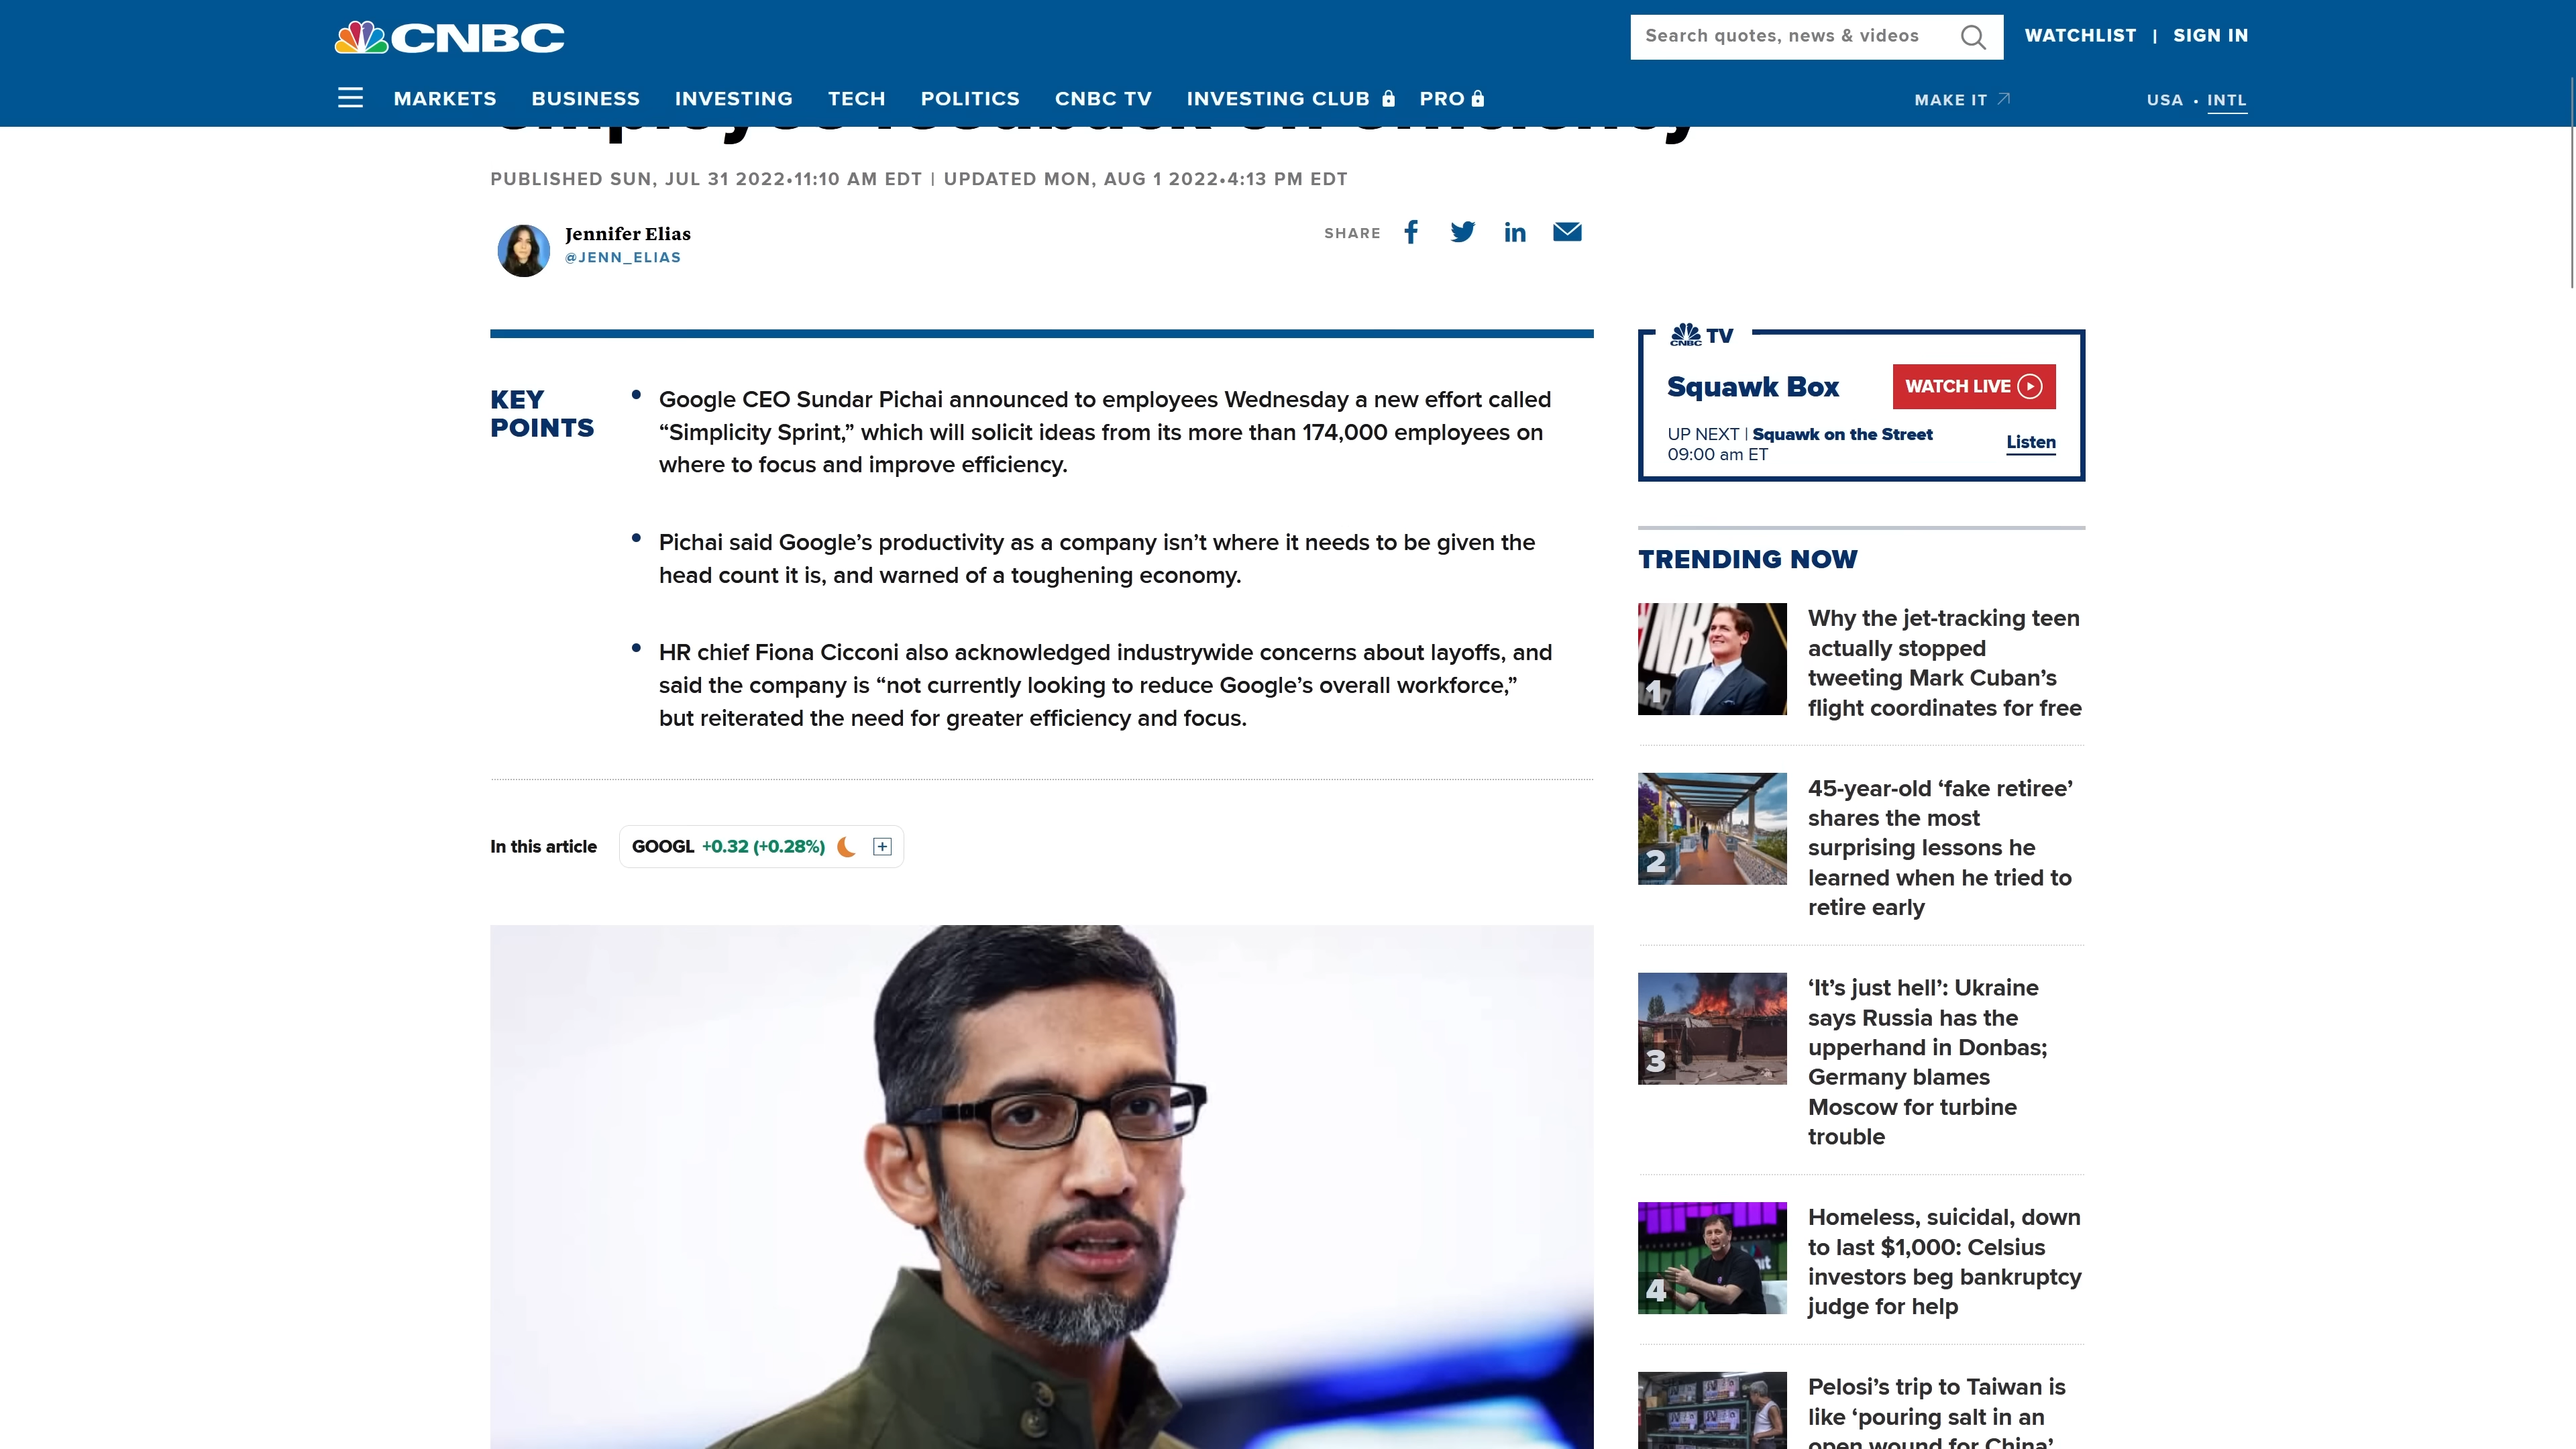 CNBC
Search quotes, news & videos
WATCHLIST | SIGN IN
MARKETS BUSINESS INVESTING TECH POLITICS CNBC TV INVESTING CLUB PRO
MAKE IT
USA • INTL
employee feedback on efficiency
PUBLISHED SUN, JUL 31 2022•11:10 AM EDT | UPDATED MON, AUG 1 2022•4:13 PM EDT
Jennifer Elias
@JENN_ELIAS
SHARE
KEY
POINTS
Google CEO Sundar Pichai announced to employees Wednesday a new effort called
“Simplicity Sprint,” which will solicit ideas from its more than 174,000 employees on
where to focus and improve efficiency.
Pichai said Google’s productivity as a company isn’t where it needs to be given the
head count it is, and warned of a toughening economy.
HR chief Fiona Cicconi also acknowledged industrywide concerns about layoffs, and
said the company is “not currently looking to reduce Google’s overall workforce,”
but reiterated the need for greater efficiency and focus.
In this article
GOOGL +0.32 (+0.28%)
CNBC TV
Squawk Box
WATCH LIVE
UP NEXT | Squawk on the Street
09:00 am ET
Listen
TRENDING NOW
1
Why the jet-tracking teen
actually stopped
tweeting Mark Cuban’s
flight coordinates for free
2
45-year-old ‘fake retiree’
shares the most
surprising lessons he
learned when he tried to
retire early
3
‘It’s just hell’: Ukraine
says Russia has the
upperhand in Donbas;
Germany blames
Moscow for turbine
trouble
4
Homeless, suicidal, down
to last $1,000: Celsius
investors beg bankruptcy
judge for help
Pelosi’s trip to Taiwan is
like ‘pouring salt in an
open wound for China’